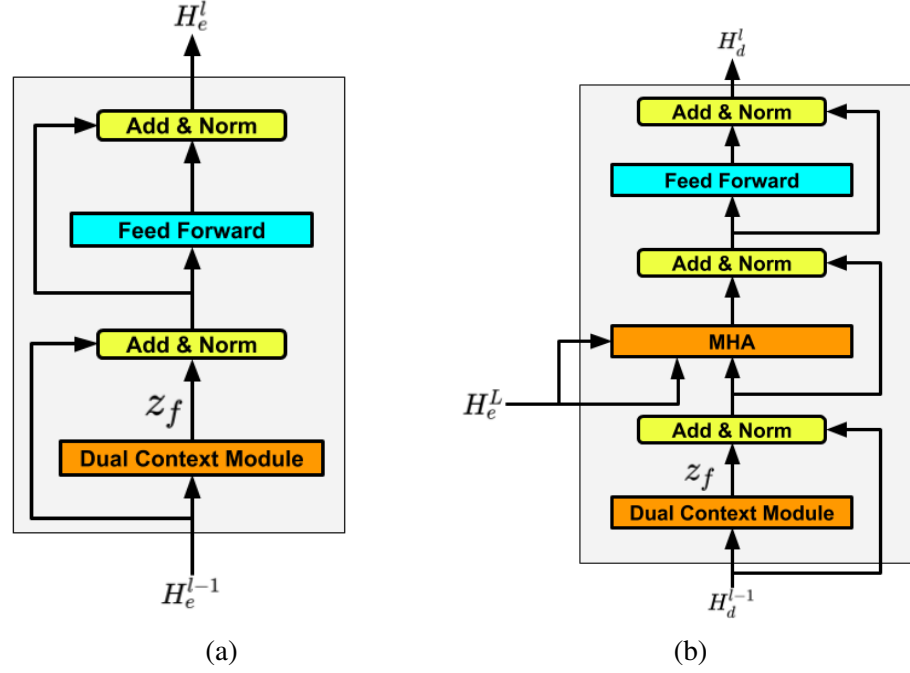 H_e^l
Add & Norm
Feed Forward
Add & Norm
z_f
Dual Context Module
H_e^{l-1}
(a)
H_d^l
Add & Norm
Feed Forward
Add & Norm
MHA
H_e^L
Add & Norm
z_f
Dual Context Module
H_d^{l-1}
(b)